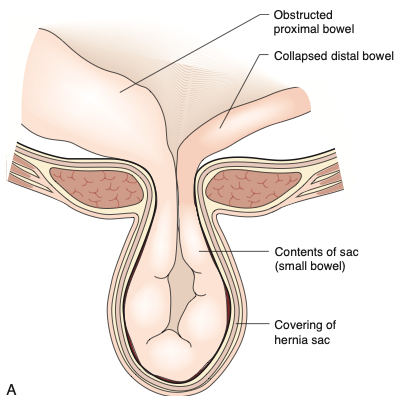 Obstructed
proximal bowel
Collapsed distal bowel
Contents of sac
(small bowel)
Covering of
hernia sac
A